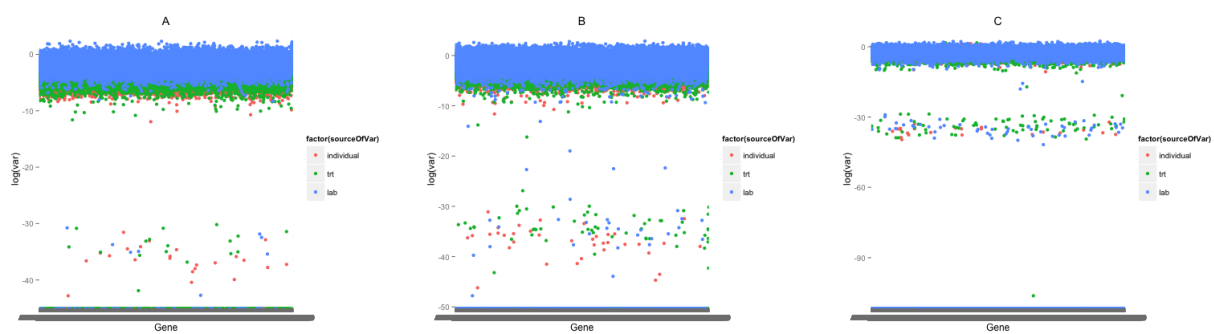 A
log(var)
0
-10
-20
-30
-40
Gene
factor(sourceOfVar)
individual
trt
lab
B
log(var)
0
-10
-20
-30
-40
-50
Gene
factor(sourceOfVar)
individual
trt
lab
C
log(var)
0
-30
-60
-90
Gene
factor(sourceOfVar)
individual
trt
lab